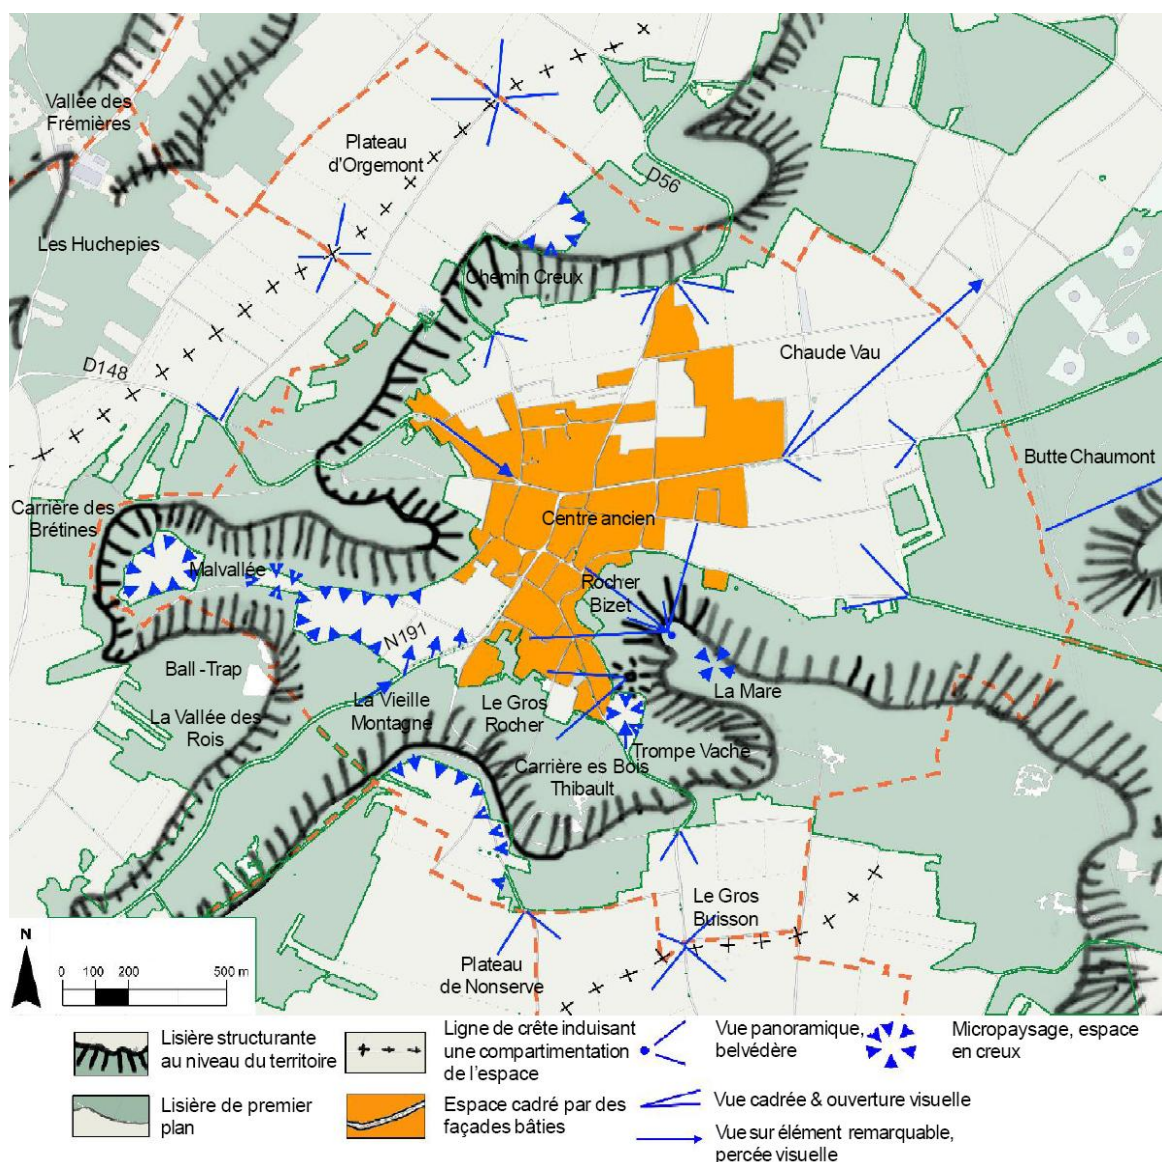 Vallée des
Frémières
Plateau
d'Orgemont
D56
Les Huchepies
Chemin Creux
D148
Chaude Vau
Butte Chaumont
Carrière des
Brétines
Centre ancien
Malvallée
Rocher
Bizet
N191
Ball -Trap
La Vieille
Montagne
Le Gros
Rocher
La Mare
La Vallée des
Rois
Trompe Vache
Carrière es Bois
Thibault
Le Gros
Buisson
Plateau
de Nonserve
N
0 100 200 500 m
Lisière structurante
au niveau du territoire
Ligne de crête induisant
une compartimentation
de l'espace
Vue panoramique,
belvédère
Micropaysage, espace
en creux
Lisière de premier
plan
Espace cadré par des
façades bâties
Vue cadrée & ouverture visuelle
Vue sur élément remarquable,
percée visuelle